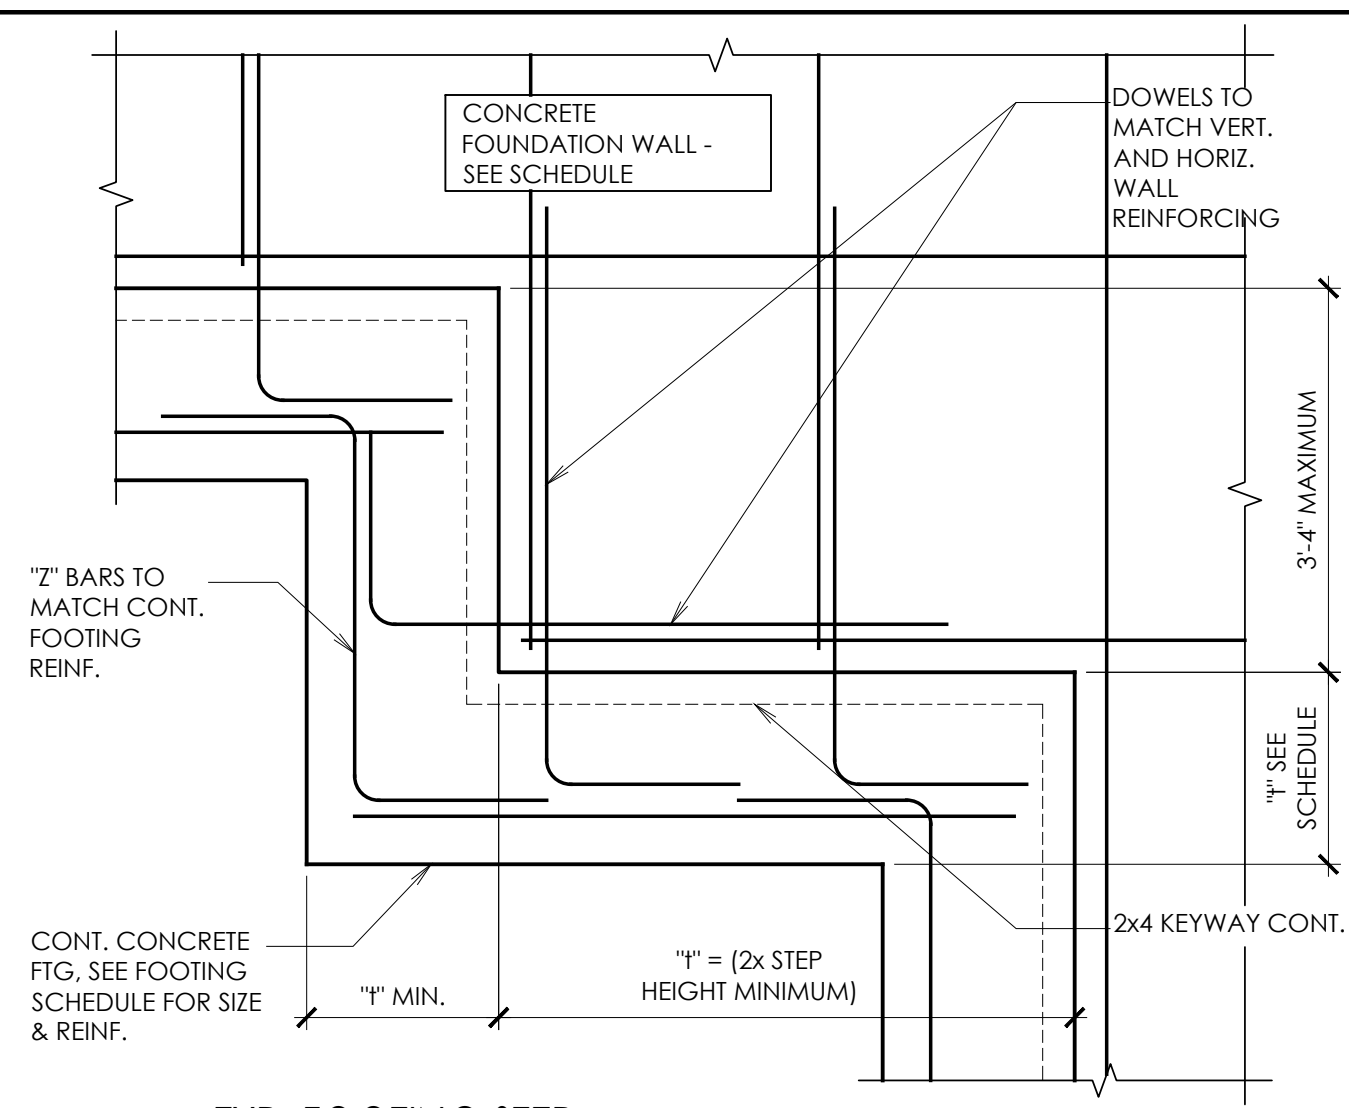 CONCRETE
FOUNDATION WALL -
SEE SCHEDULE
DOWELS TO
MATCH VERT.
AND HORIZ.
WALL
REINFORCING
3'-4" MAXIMUM
"Z" BARS TO
MATCH CONT.
FOOTING
REINF.
"t" SEE
SCHEDULE
2x4 KEYWAY CONT.
CONT. CONCRETE
FTG, SEE FOOTING
SCHEDULE FOR SIZE
& REINF.
"t" MIN.
"t" = (2x STEP
HEIGHT MINIMUM)